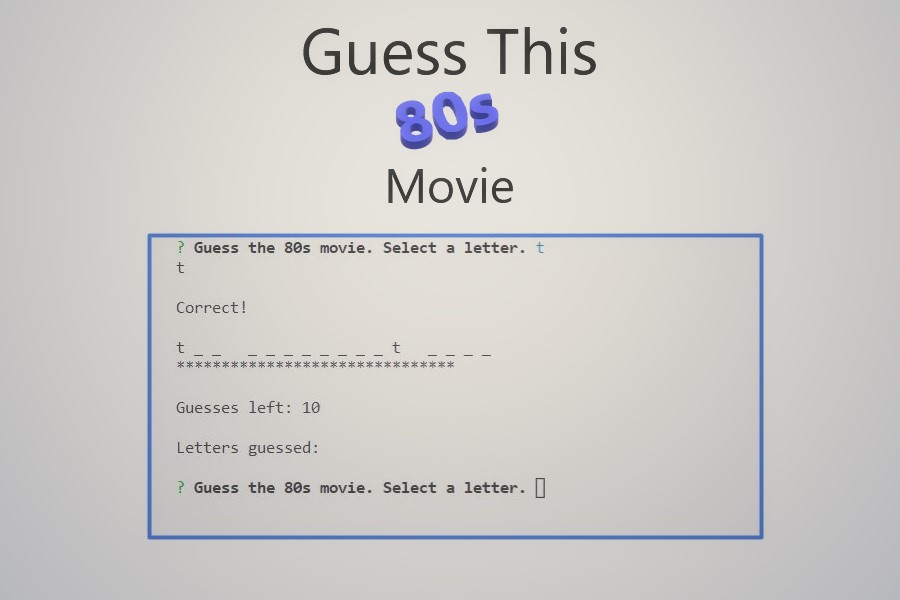 Guess This
80s
Movie
? Guess the 80s movie. Select a letter. t
t
Correct!
t _ _   _ _ _ _ _ _ _ _ t   _ _ _ _
*******************************
Guesses left: 10
Letters guessed:
? Guess the 80s movie. Select a letter.